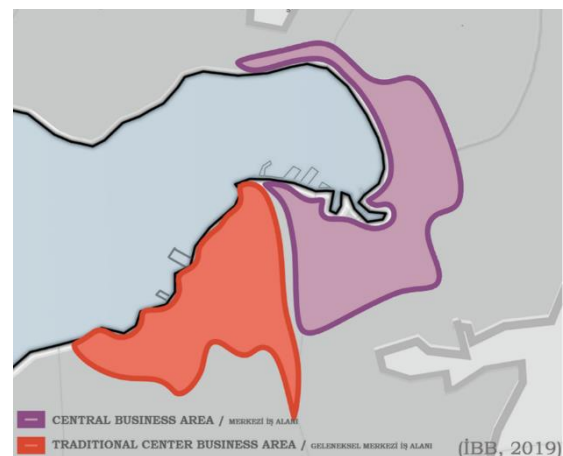 CENTRAL BUSINESS AREA / MERKEZİ İŞ ALANI
TRADITIONAL CENTER BUSINESS AREA / GELENEKSEL MERKEZİ İŞ ALANI
(İBB, 2019)